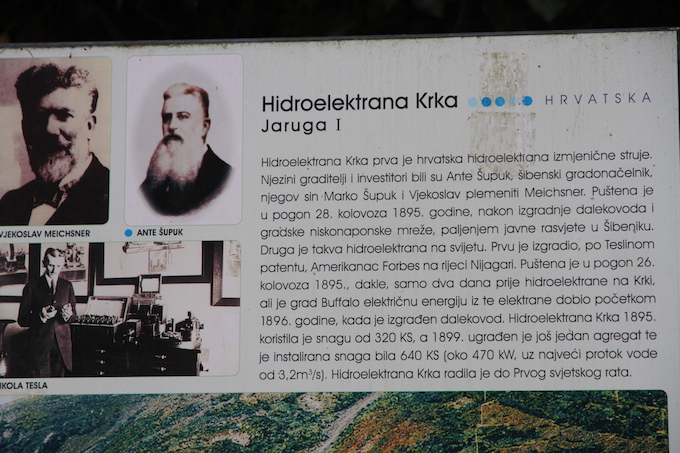 Hidroelektrana Krka HRVATSKA
Jaruga I
Hidroelektrana Krka prva je hrvatska hidroelektrana izmjenične struje.
Njezini graditelji i investitori bili su Ante Šupuk, šibenski gradonačelnik,
njegov sin Marko Šupuk i Vjekoslav plemeniti Meichsner. Puštena je
u pogon 28. kolovoza 1895. godine, nakon izgradnje dalekovoda i
gradske niskonaponske mreže, paljenjem javne rasvjete u Šibeniku.
Druga je takva hidroelektrana na svijetu. Prvu je izgradio, po Teslinom
patentu, Amerikanac Forbes na rijeci Nijagari. Puštena je u pogon 26.
kolovoza 1895., dakle, samo dva dana prije hidroelektrane na Krki,
ali je grad Buffalo električnu energiju iz te elektrane dobio početkom
1896. godine, kada je izgrađen dalekovod. Hidroelektrana Krka 1895.
koristila je snagu od 320 KS, a 1899. ugrađen je još jedan agregat te
je instalirana snaga bila 640 KS (oko 470 kW, uz najveći protok vode
od 3,2m³/s). Hidroelektrana Krka radila je do Prvog svjetskog rata.
VJEKOSLAV MEICHSNER
ANTE ŠUPUK
IKOLA TESLA